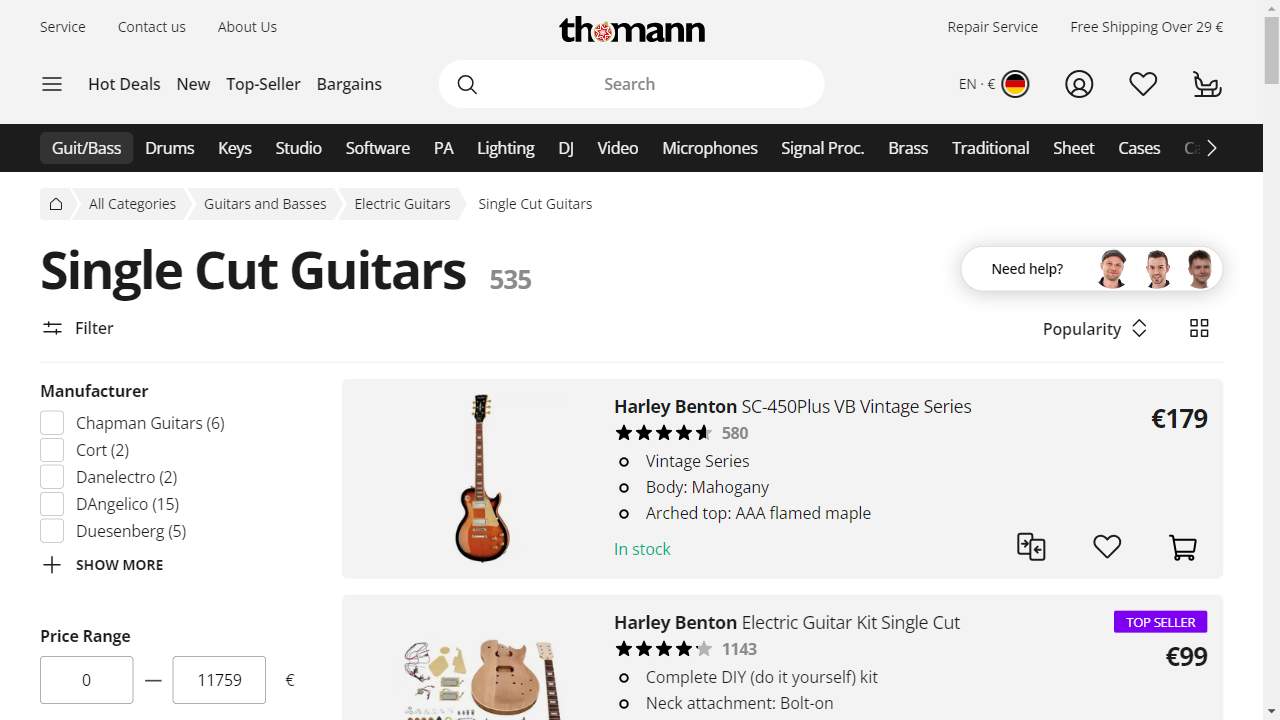 Service
Contact us
About Us
thomann
Repair Service
Free Shipping Over 29 €
Hot Deals
New
Top-Seller
Bargains
Search
EN · €
Guit/Bass
Drums
Keys
Studio
Software
PA
Lighting
DJ
Video
Microphones
Signal Proc.
Brass
Traditional
Sheet
Cases
All Categories
Guitars and Basses
Electric Guitars
Single Cut Guitars
Single Cut Guitars 535
Need help?
Filter
Popularity
Manufacturer
Chapman Guitars (6)
Cort (2)
Danelectro (2)
DAngelico (15)
Duesenberg (5)
SHOW MORE
Price Range
0 — 11759 €
Harley Benton SC-450Plus VB Vintage Series
580
Vintage Series
Body: Mahogany
Arched top: AAA flamed maple
In stock
€179
Harley Benton Electric Guitar Kit Single Cut
1143
Complete DIY (do it yourself) kit
Neck attachment: Bolt-on
TOP SELLER
€99